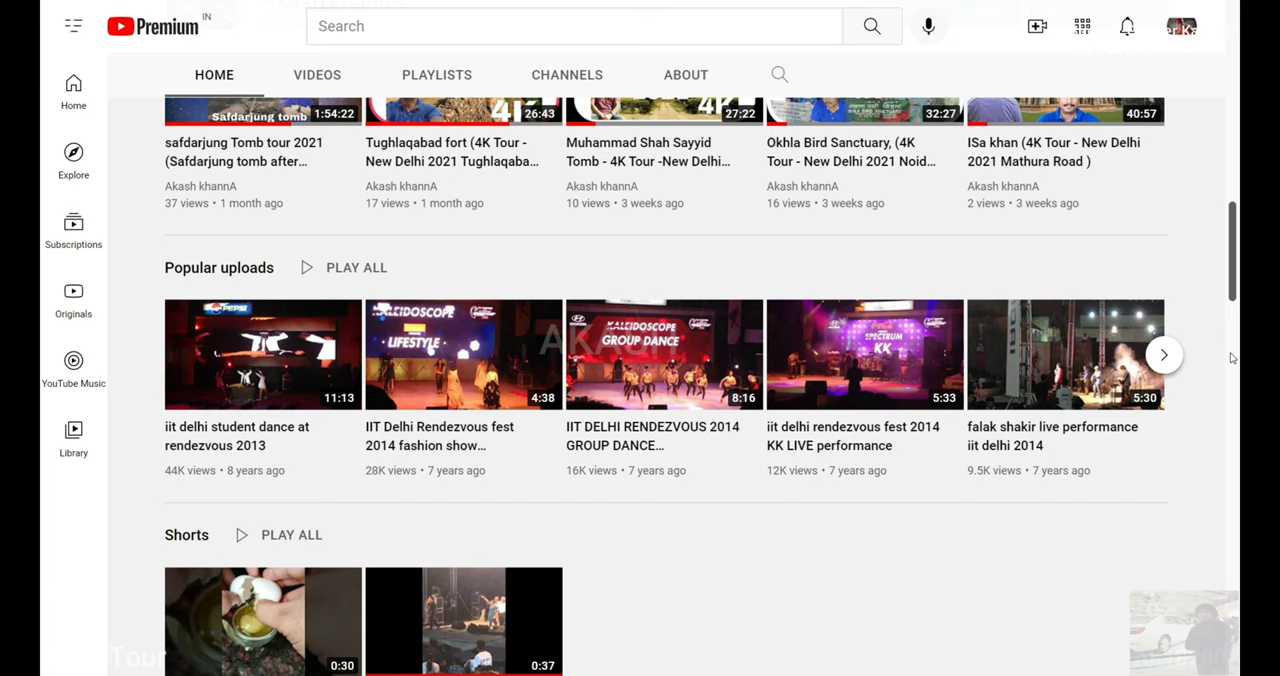 Premium IN
Search
Home
Explore
Subscriptions
Originals
YouTube Music
Library
HOME VIDEOS PLAYLISTS CHANNELS ABOUT
Safdarjung tomb 1:54:22 26:43 4K 27:22 4K 32:27 40:57
safdarjung Tomb tour 2021 (Safdarjung tomb after...
Akash khannA
37 views • 1 month ago
Tughlaqabad fort (4K Tour - New Delhi 2021 Tughlaqaba...
Akash khannA
17 views • 1 month ago
Muhammad Shah Sayyid Tomb - 4K Tour -New Delhi...
Akash khannA
10 views • 3 weeks ago
Okhla Bird Sanctuary, (4K Tour - New Delhi 2021 Noid...
Akash khannA
16 views • 3 weeks ago
ISa khan (4K Tour - New Delhi 2021 Mathura Road )
Akash khannA
2 views • 3 weeks ago
Popular uploads PLAY ALL
PEPSI
11:13
iit delhi student dance at rendezvous 2013
44K views • 8 years ago
KALEIDOSCOPE
LIFESTYLE
4:38
IIT Delhi Rendezvous fest 2014 fashion show...
28K views • 7 years ago
HYUNDAI
KALEIDOSCOPE
GROUP DANCE
8:16
IIT DELHI RENDEZVOUS 2014 GROUP DANCE...
16K views • 7 years ago
SPECTRUM
KK
5:33
iit delhi rendezvous fest 2014 KK LIVE performance
12K views • 7 years ago
5:30
falak shakir live performance iit delhi 2014
9.5K views • 7 years ago
Shorts PLAY ALL
0:30 0:37
Tour